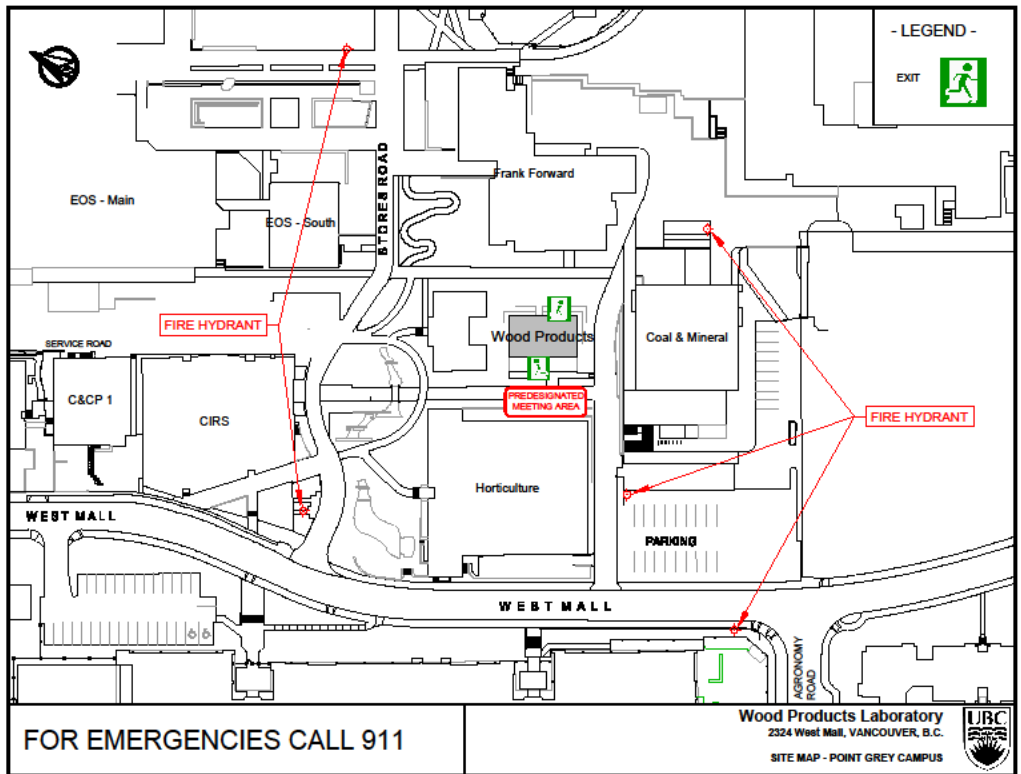 - LEGEND -
EXIT
STORES ROAD
Frank Forward
EOS - Main
EOS - South
FIRE HYDRANT
Wood Products
Coal & Mineral
SERVICE ROAD
C&CP 1
CIRS
PREDESIGNATED
MEETING AREA
FIRE HYDRANT
Horticulture
WEST MALL
PARKING
WEST MALL
AGRONOMY
ROAD
FOR EMERGENCIES CALL 911
Wood Products Laboratory
2324 West Mall, VANCOUVER, B.C.
SITE MAP - POINT GREY CAMPUS
UBC